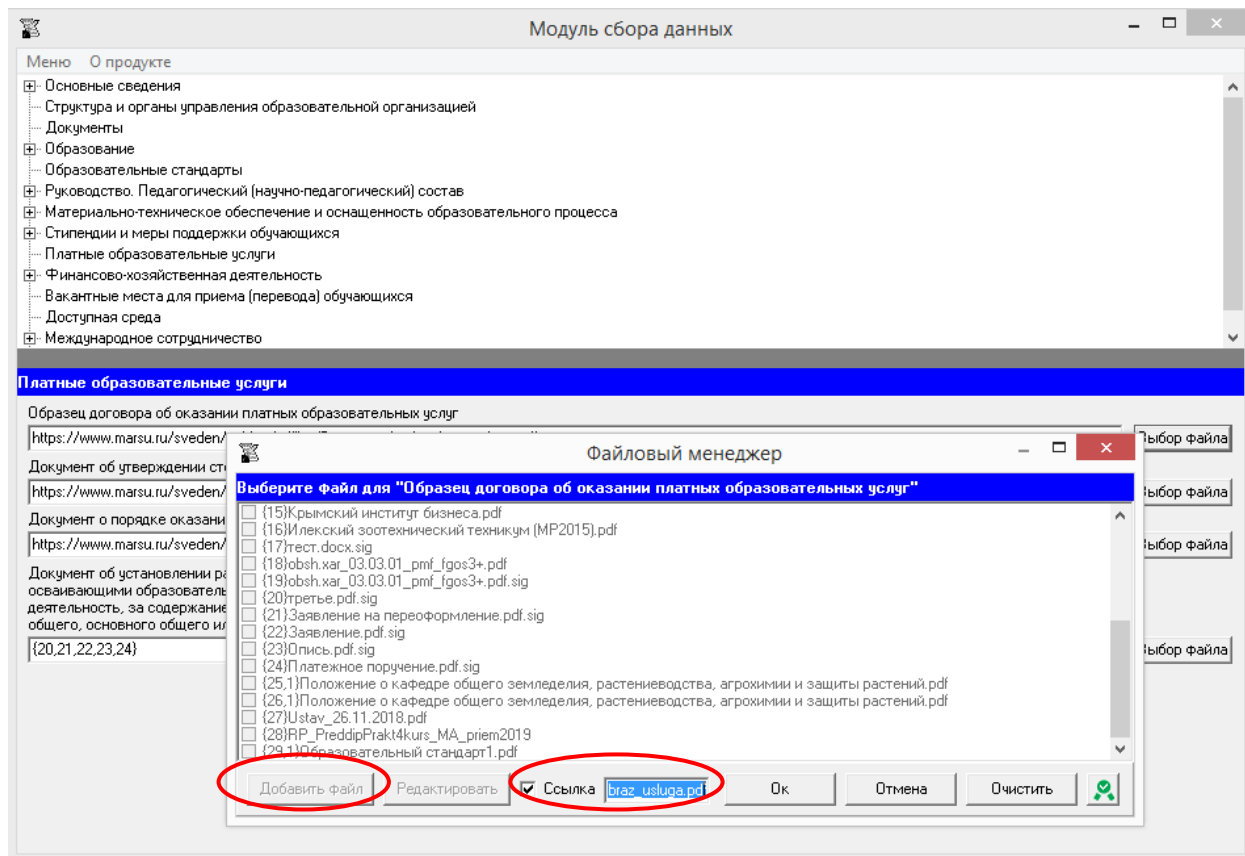 Модуль сбора данных
Меню О продукте
Основные сведения
Структура и органы управления образовательной организацией
Документы
Образование
Образовательные стандарты
Руководство. Педагогический (научно-педагогический) состав
Материально-техническое обеспечение и оснащенность образовательного процесса
Стипендии и меры поддержки обучающихся
Платные образовательные услуги
Финансово-хозяйственная деятельность
Вакантные места для приема (перевода) обучающихся
Доступная среда
Международное сотрудничество
Платные образовательные услуги
Образец договора об оказании платных образовательных услуг
https://www.marsu.ru/sveden/
Выбор файла
Документ об утверждении
https://www.marsu.ru/sveden/
Выбор файла
Документ о порядке
https://www.marsu.ru/sveden/
Выбор файла
Документ об установлении
деятельность, за содержание
общего, основного общего
{20,21,22,23,24}
Выбор файла
Файловый менеджер
Выберите файл для "Образец договора об оказании платных образовательных услуг"
{15}Крымский институт бизнеса.pdf
{16}Илекский зоотехнический техникум (МР2015).pdf
{17}тест.docx.sig
{18}obsh.xar_03.03.01_pmf_fgos3+.pdf
{19}obsh.xar_03.03.01_pmf_fgos3+.pdf.sig
{20}третье.pdf.sig
{21}Заявление на переоформление.pdf.sig
{22}Заявление.pdf.sig
{23}Опись.pdf.sig
{24}Платежное поручение.pdf.sig
{25,1}Положение о кафедре общего земледелия, растениеводства, агрохимии и защиты растений.pdf
{26,1}Положение о кафедре общего земледелия, растениеводства, агрохимии и защиты растений.pdf
{27}Ustav_26.11.2018.pdf
{28}RP_PreddipPrakt4kurs_MA_priem2019
{29,1}Образовательный стандарт1.pdf
Добавить файл Редактировать Ссылка braz_usluga.pdf Ок Отмена Очистить